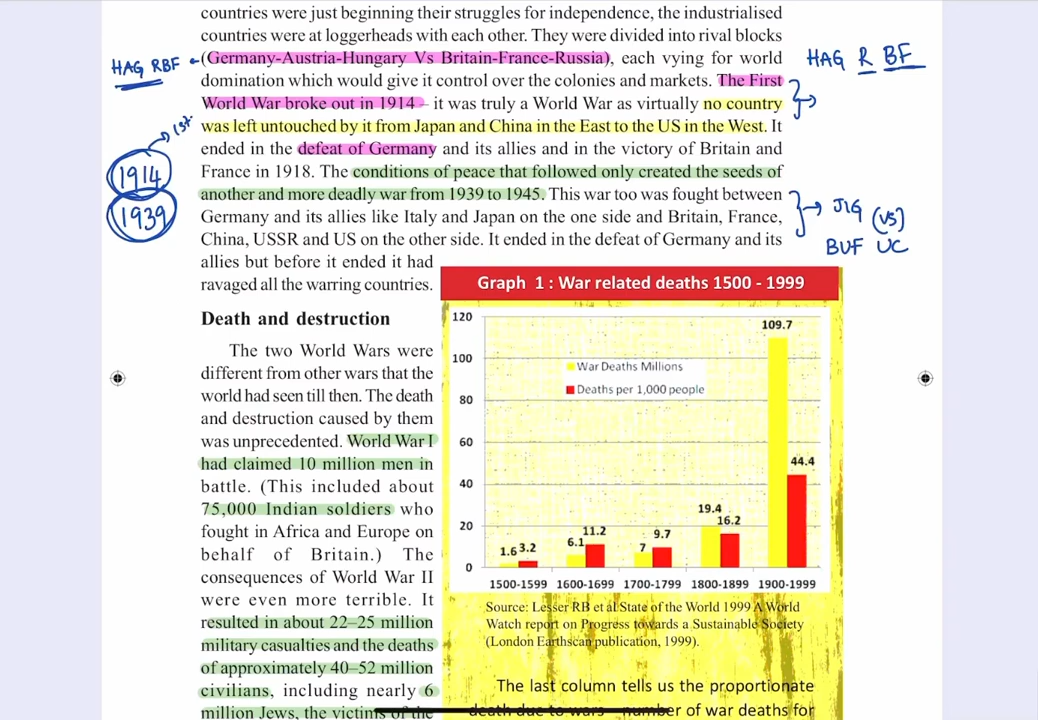 countries were just beginning their struggles for independence, the industrialised
countries were at loggerheads with each other. They were divided into rival blocks
HAG RBF
(Germany-Austria-Hungary Vs Britain-France-Russia), each vying for world
HAG R BF
domination which would give it control over the colonies and markets. The First
World War broke out in 1914 – it was truly a World War as virtually no country
was left untouched by it from Japan and China in the East to the US in the West. It
1st
ended in the defeat of Germany and its allies and in the victory of Britain and
1914
France in 1918. The conditions of peace that followed only created the seeds of
another and more deadly war from 1939 to 1945. This war too was fought between
1939
Germany and its allies like Italy and Japan on the one side and Britain, France,
JIG (VS)
China, USSR and US on the other side. It ended in the defeat of Germany and its
BUF UC
allies but before it ended it had
ravaged all the warring countries.
Death and destruction
The two World Wars were
different from other wars that the
world had seen till then. The death
and destruction caused by them
was unprecedented. World War I
had claimed 10 million men in
battle. (This included about
75,000 Indian soldiers who
fought in Africa and Europe on
behalf of Britain.) The
consequences of World War II
were even more terrible. It
resulted in about 22–25 million
military casualties and the deaths
of approximately 40–52 million
civilians, including nearly 6
million Jews, the victims of the
Graph 1 : War related deaths 1500 - 1999
120
100
80
60
40
20
0
War Deaths Millions
Deaths per 1,000 people
1.6 3.2
6.1 11.2
7 9.7
19.4 16.2
109.7 44.4
1500-1599 1600-1699 1700-1799 1800-1899 1900-1999
Source: Lesser RB et al State of the World 1999 A World
Watch report on Progress towards a Sustainable Society
(London Earthscan publication, 1999).
The last column tells us the proportionate
death due to wars – number of war deaths for